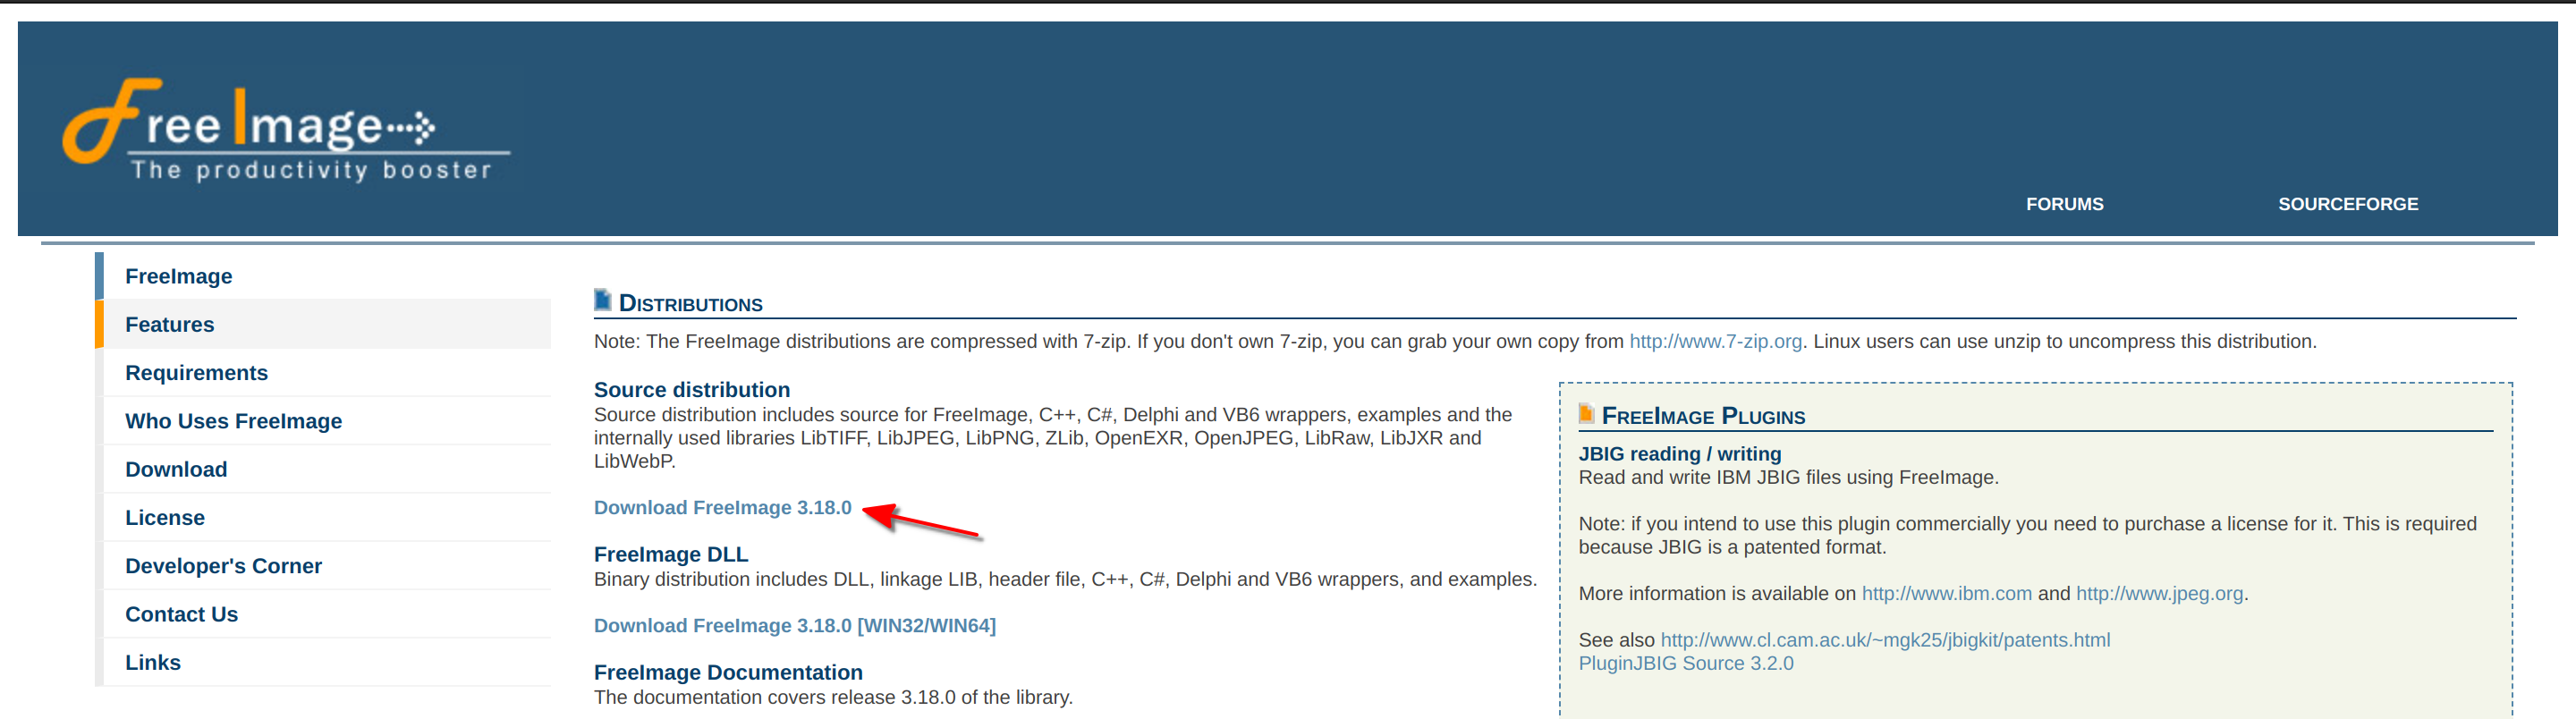 Free Image
The productivity booster
FORUMS
SOURCEFORGE
FreeImage
Features
Requirements
Who Uses FreeImage
Download
License
Developer's Corner
Contact Us
Links
Distributions
Note: The FreeImage distributions are compressed with 7-zip. If you don't own 7-zip, you can grab your own copy from http://www.7-zip.org. Linux users can use unzip to uncompress this distribution.
Source distribution
Source distribution includes source for FreeImage, C++, C#, Delphi and VB6 wrappers, examples and the
internally used libraries LibTIFF, LibJPEG, LibPNG, ZLib, OpenEXR, OpenJPEG, LibRaw, LibJXR and
LibWebP.
Download FreeImage 3.18.0
FreeImage DLL
Binary distribution includes DLL, linkage LIB, header file, C++, C#, Delphi and VB6 wrappers, and examples.
Download FreeImage 3.18.0 [WIN32/WIN64]
FreeImage Documentation
The documentation covers release 3.18.0 of the library.
FreeImage Plugins
JBIG reading / writing
Read and write IBM JBIG files using FreeImage.
Note: if you intend to use this plugin commercially you need to purchase a license for it. This is required
because JBIG is a patented format.
More information is available on http://www.ibm.com and http://www.jpeg.org.
See also http://www.cl.cam.ac.uk/~mgk25/jbigkit/patents.html
PluginJBIG Source 3.2.0